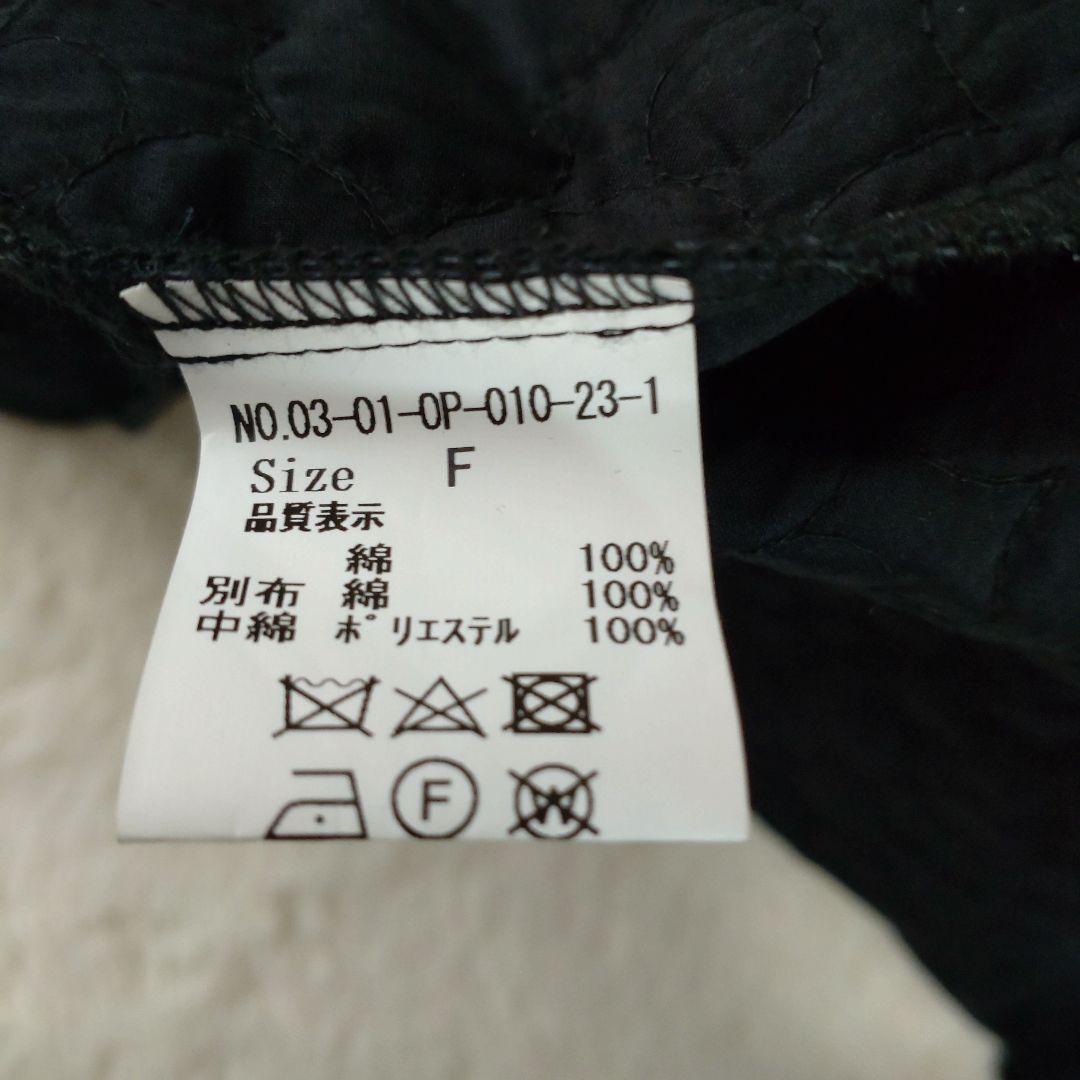 NO.03-01-OP-010-23-1
Size F
品質表示
綿 100%
別布 綿 100%
中綿 ポリエステル 100%
F W